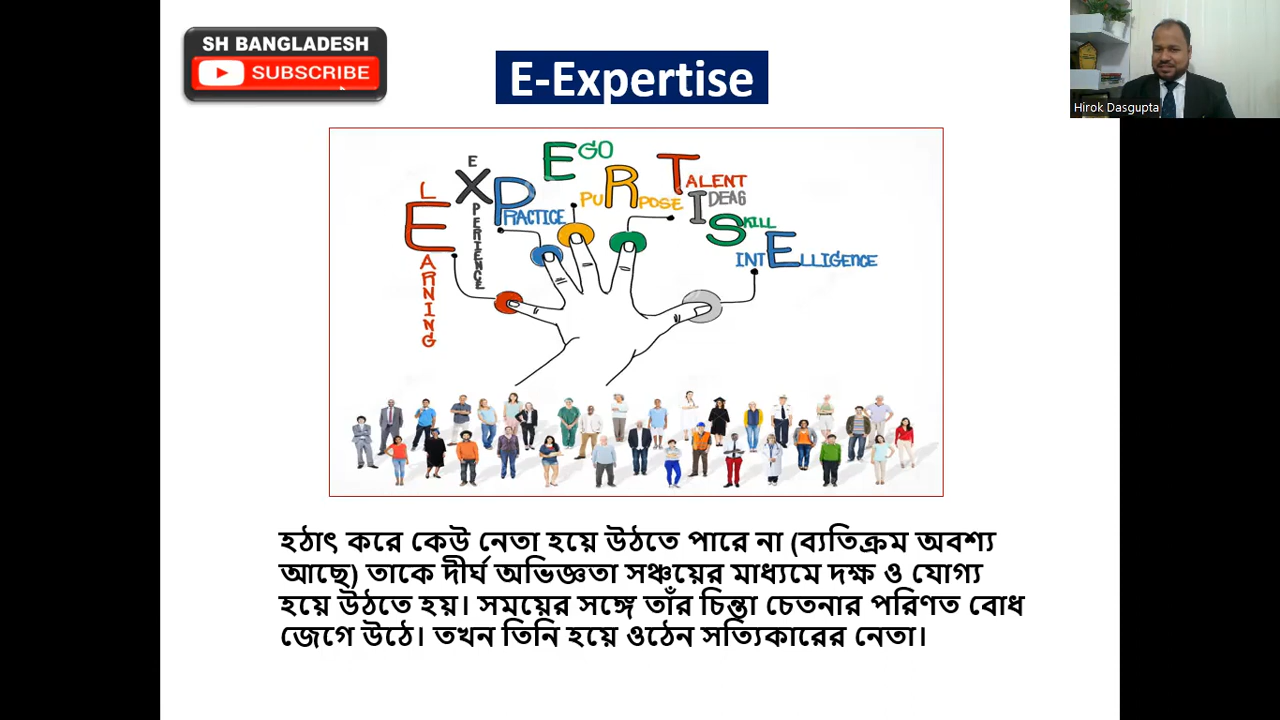 SH BANGLADESH
SUBSCRIBE
E-Expertise
Hirok Dasgupta
LEARNING
EXPERIENCE
PRACTICE
EGO
PURPOSE
TALENT
IDEAS
SKILL
INTELLIGENCE
হঠাৎ করে কেউ নেতা হয়ে উঠতে পারে না (ব্যতিক্রম অবশ্য
আছে) তাকে দীর্ঘ অভিজ্ঞতা সঞ্চয়ের মাধ্যমে দক্ষ ও যোগ্য
হয়ে উঠতে হয়। সময়ের সঙ্গে তাঁর চিন্তা চেতনার পরিণত বোধ
জেগে উঠে। তখন তিনি হয়ে ওঠেন সত্যিকারের নেতা।